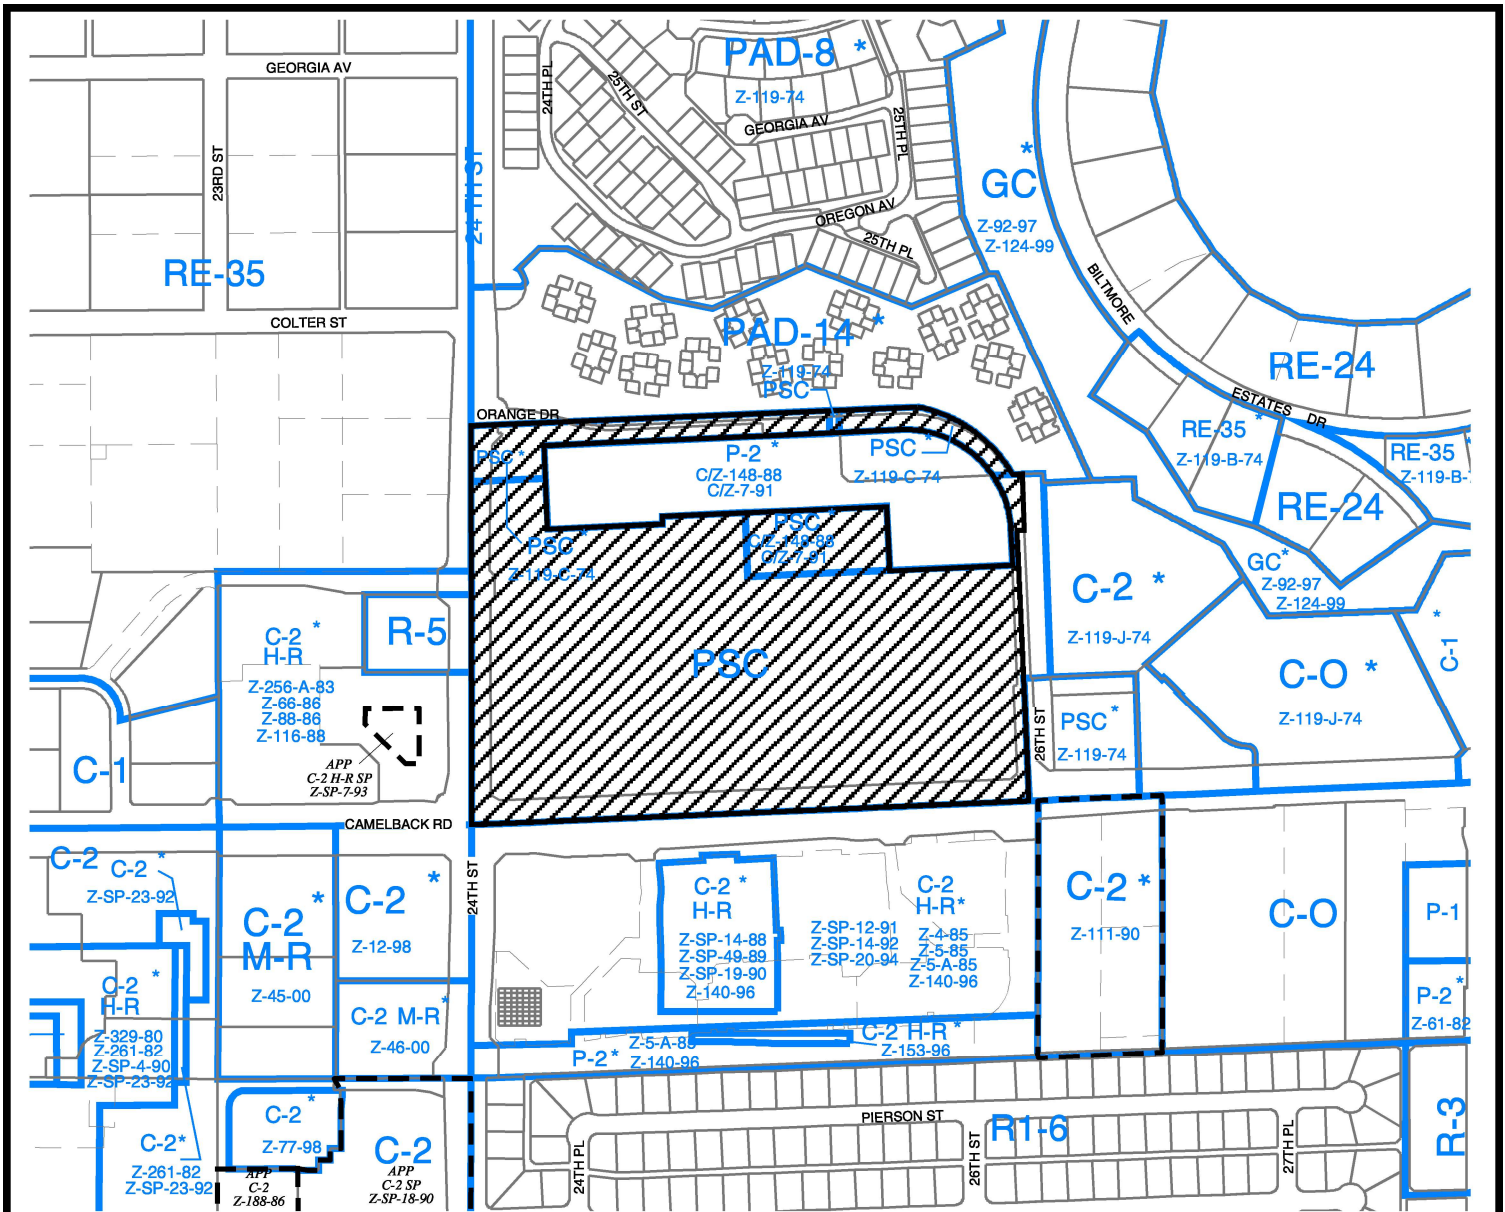 PAD-8 *
Z-119-74
GEORGIA AV
24TH PL
25TH ST
GEORGIA AV
25TH PL
23RD ST
24 TH ST
OREGON AV
25TH PL
*
GC
Z-92-97
Z-124-99
RE-35
BILTMORE
COLTER ST
PAD-14 *
Z-119-74
PSC
RE-24
ESTATES DR
ORANGE DR
PSC *
P-2 *
C/Z-148-88
C/Z-7-91
PSC *
Z-119-C-74
RE-35 *
Z-119-B-74
RE-35 *
Z-119-B-7
RE-24
PSC *
Z-119-C-74
PSC *
C/Z-148-88
C/Z-7-91
GC *
Z-92-97
Z-124-99
C-2 *
Z-119-J-74
R-5
C-2 *
H-R
Z-256-A-83
Z-66-86
Z-88-86
Z-116-88
PSC
C-O *
Z-119-J-74
C-1 *
26TH ST
PSC *
Z-119-74
C-1
APP
C-2 H-R SP
Z-SP-7-93
CAMELBACK RD
C-2
C-2 *
Z-SP-23-92
C-2 *
M-R
Z-45-00
C-2 *
Z-12-98
24TH ST
C-2 *
H-R
Z-SP-14-88
Z-SP-49-89
Z-SP-19-90
Z-140-96
Z-SP-12-91
Z-SP-14-92
Z-SP-20-94
C-2
H-R*
Z-4-85
Z-5-85
Z-5-A-85
Z-140-96
C-2 *
Z-111-90
C-O
P-1
P-2 *
Z-61-82
C-2 *
H-R
Z-329-80
Z-261-82
Z-SP-4-90
Z-SP-23-92
C-2 M-R *
Z-46-00
P-2 *
Z-5-A-85
Z-140-96
C-2 H-R *
Z-153-96
C-2 *
Z-77-98
C-2
APP
C-2 SP
Z-SP-18-90
PIERSON ST
R1-6
R-3
24TH PL
26TH ST
27TH PL
C-2*
Z-261-82
Z-SP-23-92
APP
C-2
Z-188-86